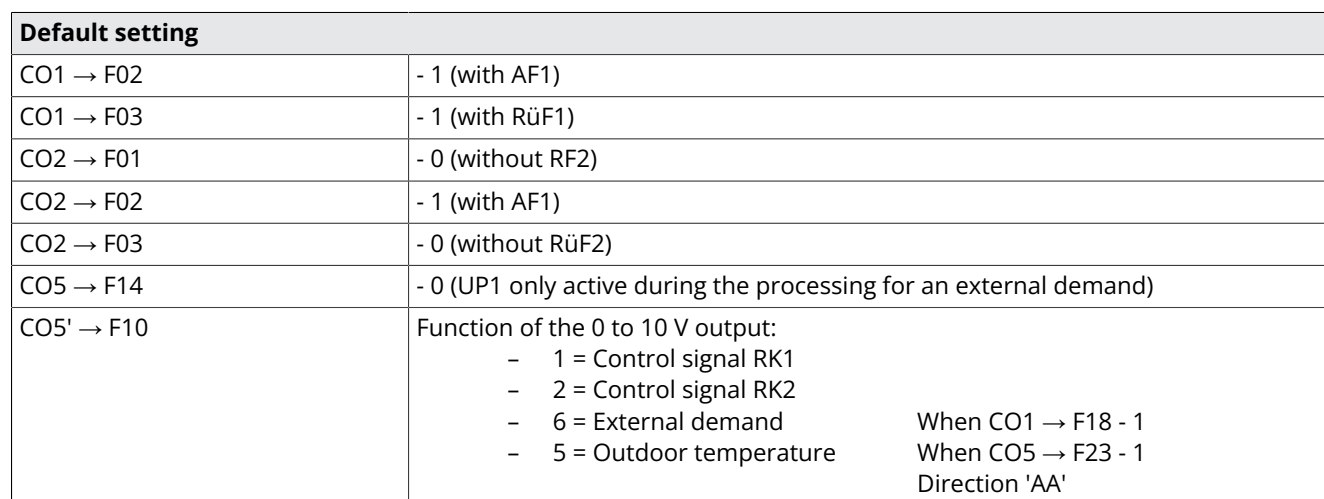 Default setting
CO1 → F02 - 1 (with AF1)
CO1 → F03 - 1 (with RüF1)
CO2 → F01 - 0 (without RF2)
CO2 → F02 - 1 (with AF1)
CO2 → F03 - 0 (without RüF2)
CO5 → F14 - 0 (UP1 only active during the processing for an external demand)
CO5' → F10 Function of the 0 to 10 V output:
– 1 = Control signal RK1
– 2 = Control signal RK2
– 6 = External demand When CO1 → F18 - 1
– 5 = Outdoor temperature When CO5 → F23 - 1
Direction 'AA'